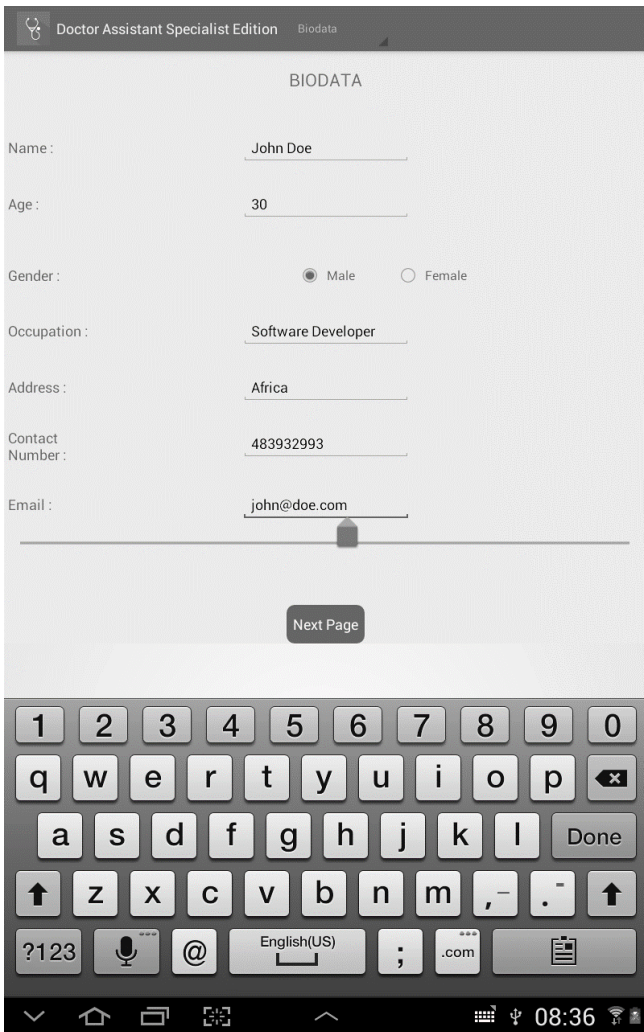 Doctor Assistant Specialist Edition Biodata
BIODATA
Name : John Doe
Age : 30
Gender : Male Female
Occupation : Software Developer
Address : Africa
Contact
Number : 483932993
Email : john@doe.com
Next Page
1 2 3 4 5 6 7 8 9 0
q w e r t y u i o p
a s d f g h j k l Done
z x c v b n m , - . -
?123 @ English(US) ; .com
08:36